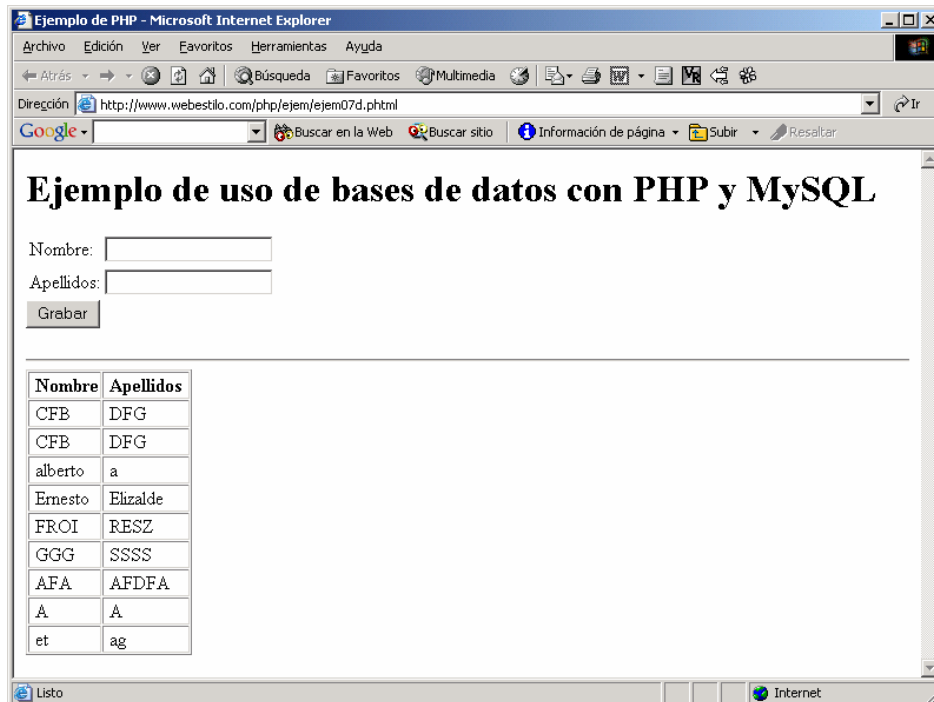 Ejemplo de PHP - Microsoft Internet Explorer
Archivo Edición Ver Favoritos Herramientas Ayuda
Atrás Búsqueda Favoritos Multimedia
Dirección http://www.webestilo.com/php/ejem/ejem07d.phtml Ir
Google Buscar en la Web Buscar sitio Información de página Subir Resaltar
Ejemplo de uso de bases de datos con PHP y MySQL
Nombre:
Apellidos:
Grabar
Nombre Apellidos
CFB DFG
CFB DFG
alberto a
Ernesto Elizalde
FROI RESZ
GGG SSSS
AFA AFDFA
A A
et ag
Listo Internet